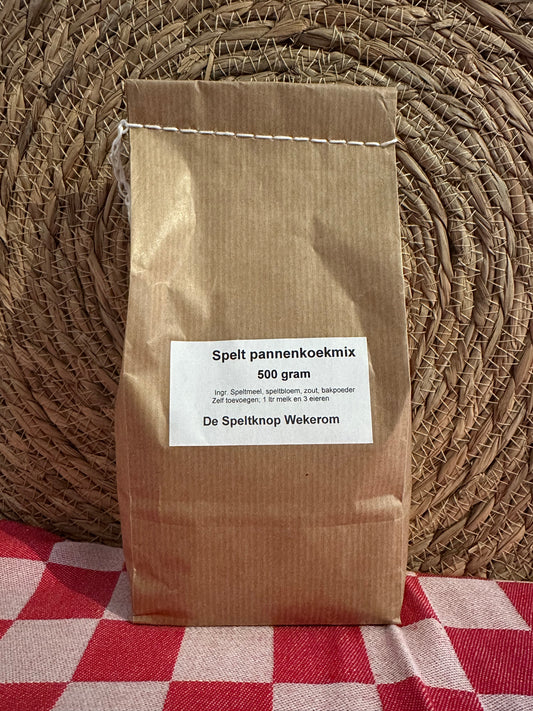 Spelt pannenkoekmix
500 gram
Ingr. Speltmeel, speltbloem, zout, bakpoeder
Zelf toevoegen; 1 ltr melk en 3 eieren
De Speltknop Wekerom